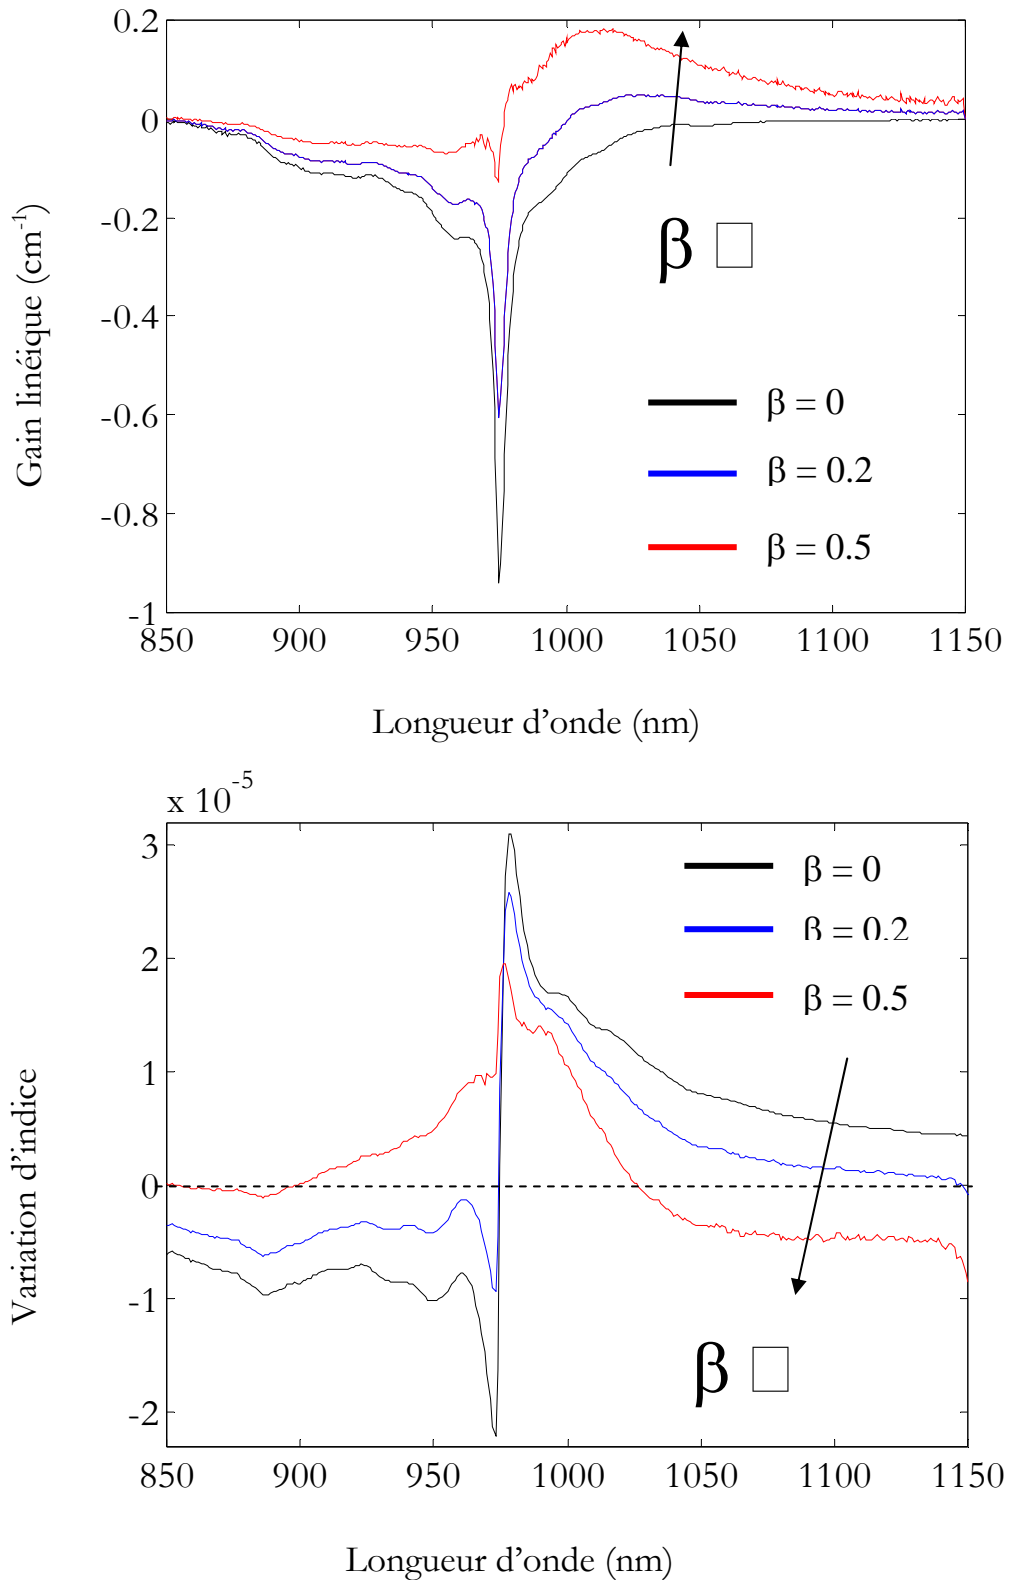 0.2
0
-0.2
-0.4
-0.6
-0.8
-1
Gain linéique (cm⁻¹)
β □
β = 0
β = 0.2
β = 0.5
850 900 950 1000 1050 1100 1150
Longueur d'onde (nm)
x 10⁻⁵
3
2
1
0
-1
-2
Variation d'indice
β = 0
β = 0.2
β = 0.5
β □
850 900 950 1000 1050 1100 1150
Longueur d'onde (nm)